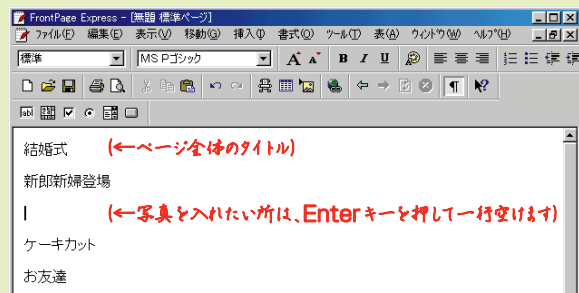 FrontPage Express - [無題 標準ページ]
ファイル(F) 編集(E) 表示(V) 移動(G) 挿入(I) 書式(O) ツール(T) 表(A) ウィンドウ(W) ヘルプ(H)
標準 MS Pゴシック A A B I U
結婚式 (←ページ全体のタイトル)
新郎新婦登場
(←写真を入れたい所は、Enterキーを押して一行空けます)
ケーキカット
お友達